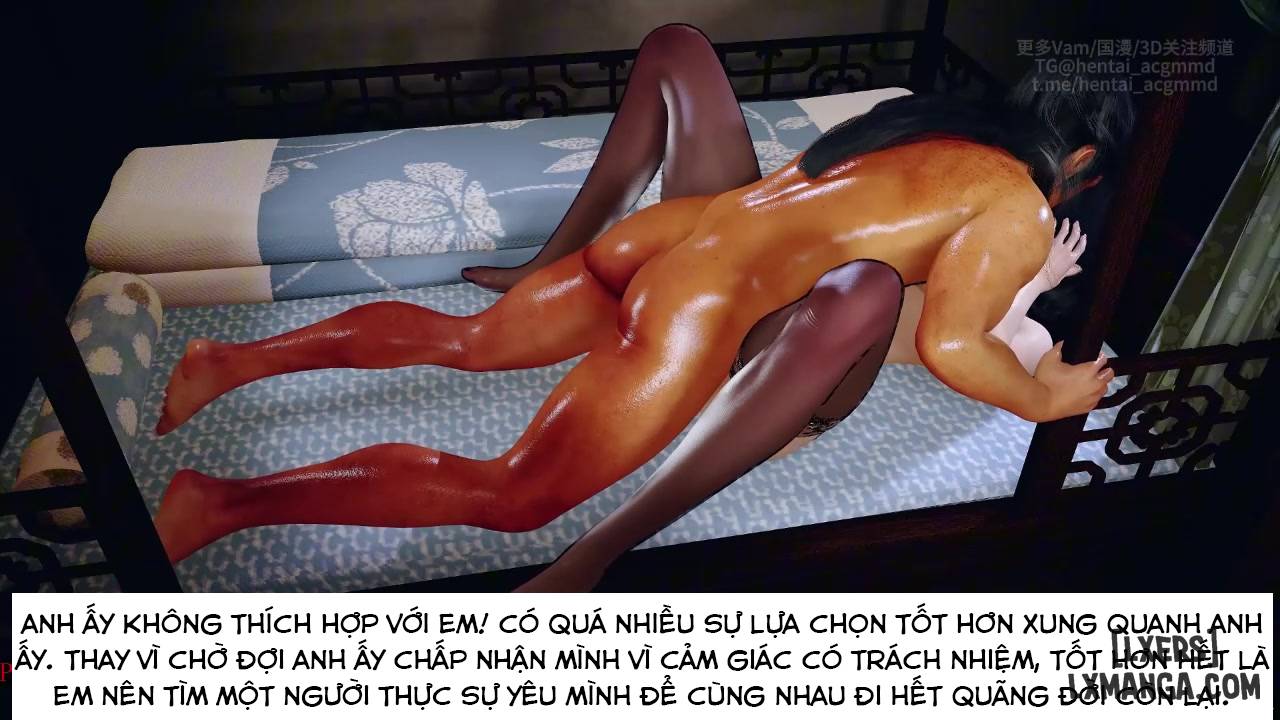 更多Vam/国漫/3D关注频道
TG@hentai_acgmmd
t.me/hentai_acgmmd
ANH ẤY KHÔNG THÍCH HỢP VỚI EM! CÓ QUÁ NHIỀU SỰ LỰA CHỌN TỐT HƠN XUNG QUANH ANH
ẤY. THAY VÌ CHỜ ĐỢI ANH ẤY CHẤP NHẬN MÌNH VÌ CẢM GIÁC CÓ TRÁCH NHIỆM, TỐT HƠN HẾT LÀ
EM NÊN TÌM MỘT NGƯỜI THỰC SỰ YÊU MÌNH ĐỂ CÙNG NHAU ĐI HẾT QUÃNG ĐỜI CÒN LẠI.
[LXERS]
LXMANGA.COM